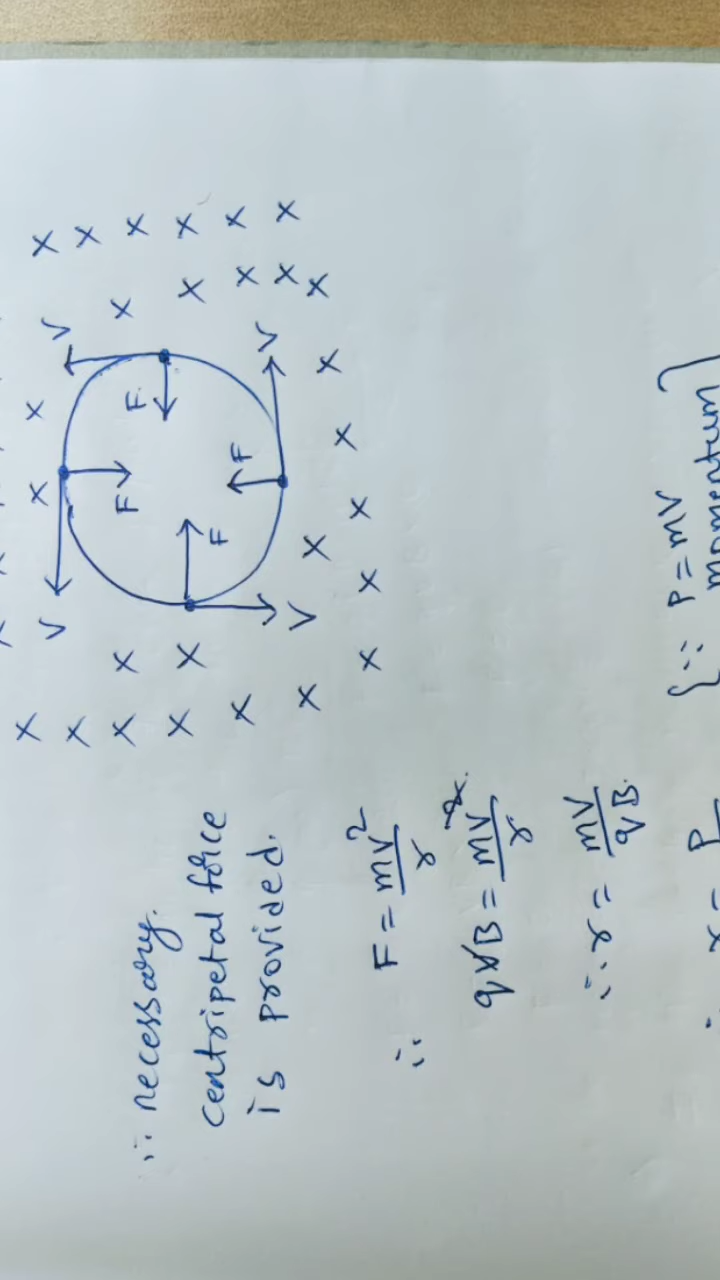 ∴ necessary.
centripetal force
is provided.
∴ F = mv²/r
qvB = mv²/r
∴ r = mv/qB
{∵ P = mv
momentum}
r = P
x x x x x x
x x x x x x
V
V
V
V
F
F
F
F